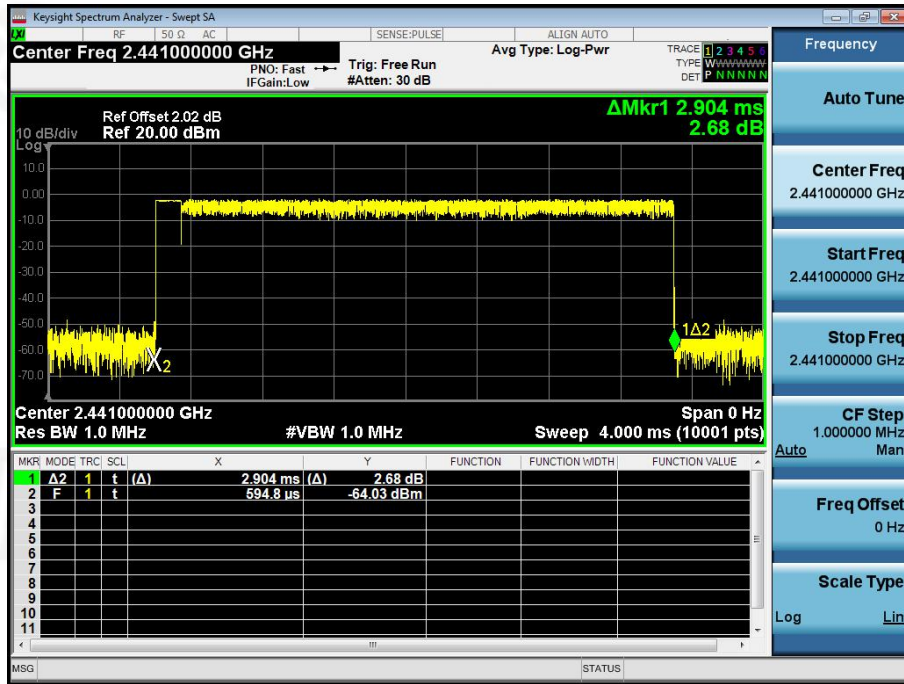 Keysight Spectrum Analyzer - Swept SA
LXI RF 50 Ω AC SENSE:PULSE ALIGN AUTO
Center Freq 2.441000000 GHz
PNO: Fast
IFGain:Low
Trig: Free Run
#Atten: 30 dB
Avg Type: Log-Pwr
TRACE 1 2 3 4 5 6
TYPE WWWWWW
DET P N N N N N
Ref Offset 2.02 dB
10 dB/div Ref 20.00 dBm
Log
ΔMkr1 2.904 ms
2.68 dB
10.0
0.00
-10.0
-20.0
-30.0
-40.0
-50.0
-60.0
-70.0
1Δ2
X2
Center 2.441000000 GHz Span 0 Hz
Res BW 1.0 MHz #VBW 1.0 MHz Sweep 4.000 ms (10001 pts)
MKR MODE TRC SCL X Y FUNCTION FUNCTION WIDTH FUNCTION VALUE
1 Δ2 1 t (Δ) 2.904 ms (Δ) 2.68 dB
2 F 1 t 594.8 µs -64.03 dBm
3
4
5
6
7
8
9
10
11
MSG STATUS
Frequency
Auto Tune
Center Freq
2.441000000 GHz
Start Freq
2.441000000 GHz
Stop Freq
2.441000000 GHz
CF Step
1.000000 MHz
Auto Man
Freq Offset
0 Hz
Scale Type
Log Lin